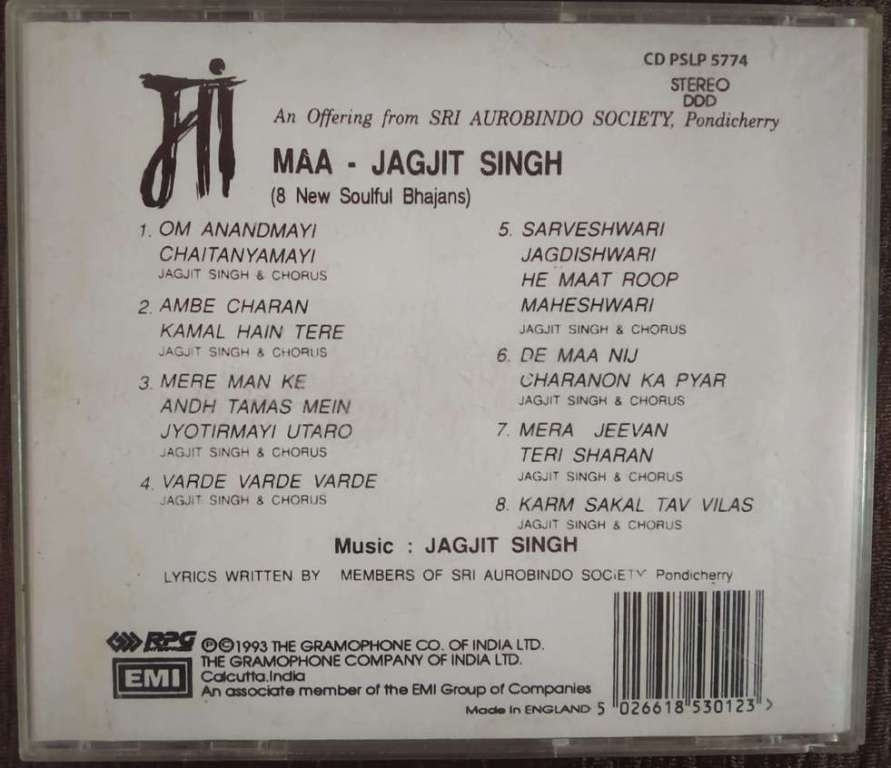 CD PSLP 5774
STEREO
DDD
माँ
An Offering from SRI AUROBINDO SOCIETY, Pondicherry
MAA - JAGJIT SINGH
(8 New Soulful Bhajans)
1. OM ANANDMAYI
CHAITANYAMAYI
JAGJIT SINGH & CHORUS
2. AMBE CHARAN
KAMAL HAIN TERE
JAGJIT SINGH & CHORUS
3. MERE MAN KE
ANDH TAMAS MEIN
JYOTIRMAYI UTARO
JAGJIT SINGH & CHORUS
4. VARDE VARDE VARDE
JAGJIT SINGH & CHORUS
5. SARVESHWARI
JAGDISHWARI
HE MAAT ROOP
MAHESHWARI
JAGJIT SINGH & CHORUS
6. DE MAA NIJ
CHARANON KA PYAR
JAGJIT SINGH & CHORUS
7. MERA JEEVAN
TERI SHARAN
JAGJIT SINGH & CHORUS
8. KARM SAKAL TAV VILAS
JAGJIT SINGH & CHORUS
Music : JAGJIT SINGH
LYRICS WRITTEN BY MEMBERS OF SRI AUROBINDO SOCIETY Pondicherry
RPG
EMI
℗©1993 THE GRAMOPHONE CO. OF INDIA LTD.
THE GRAMOPHONE COMPANY OF INDIA LTD.
Calcutta,India
An associate member of the EMI Group of Companies
Made in ENGLAND
5 026618 530123 >